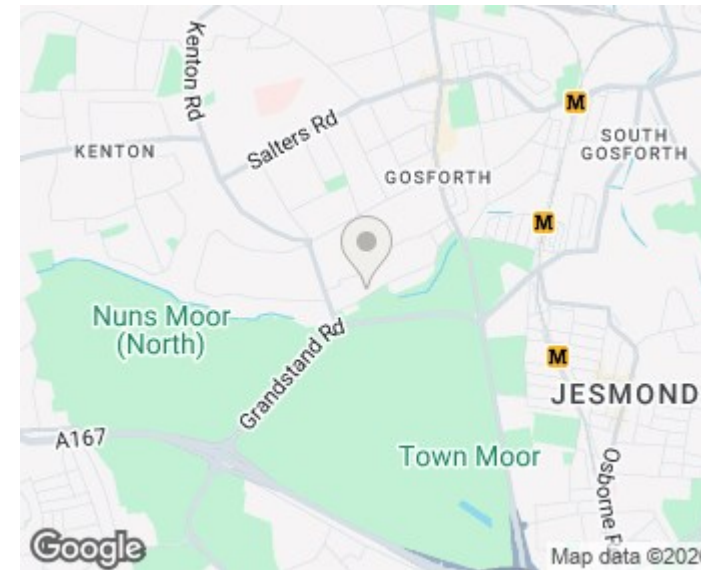 Kenton Rd
M
Salters Rd
SOUTH
GOSFORTH
KENTON
GOSFORTH
M
Nuns Moor
(North)
Grandstand Rd
M
JESMOND
A167
Town Moor
Osborne
Google
Map data ©202